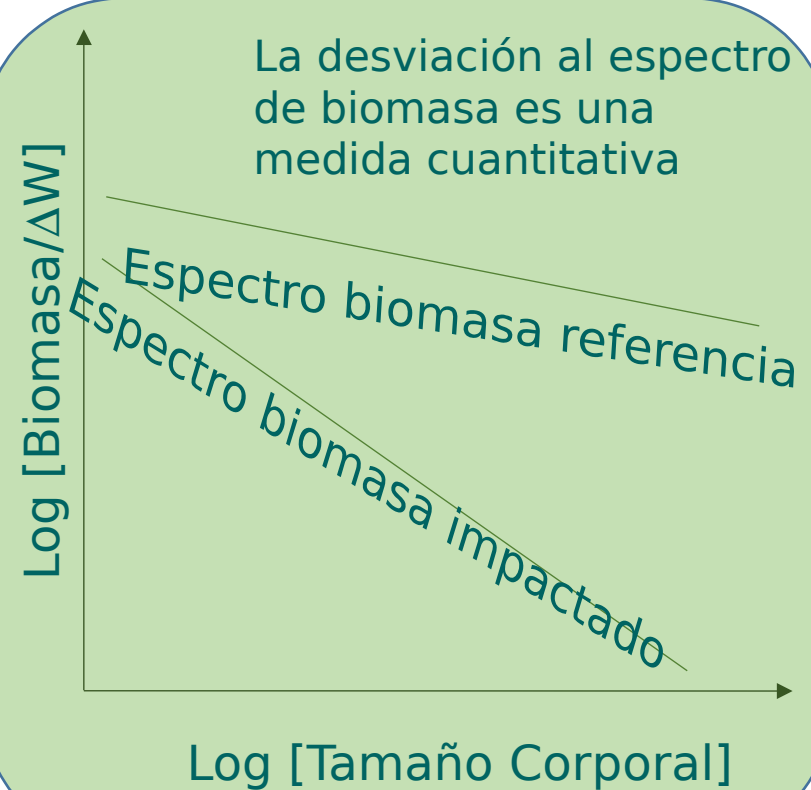 La desviación al espectro
de biomasa es una
medida cuantitativa
Log [Biomasa/ΔW]
Espectro biomasa referencia
Espectro biomasa impactado
Log [Tamaño Corporal]